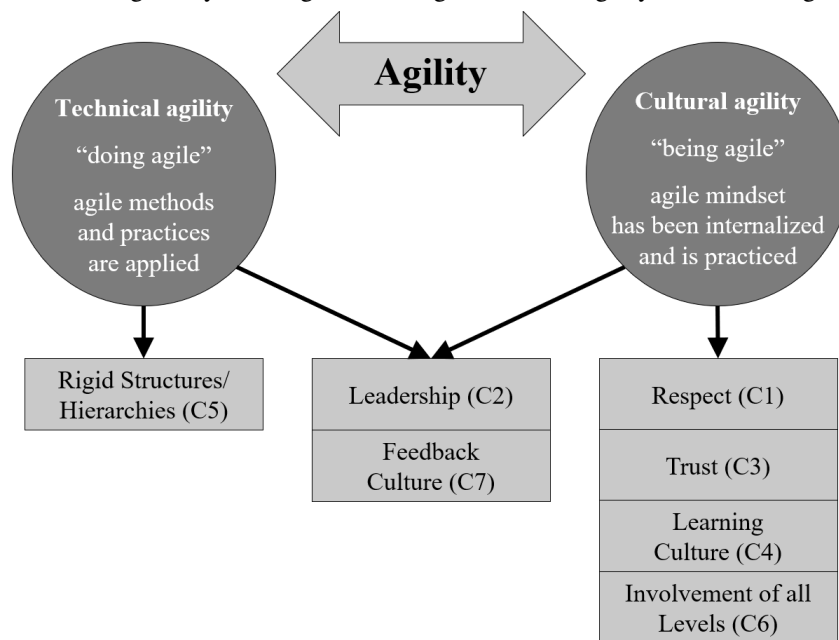 Agility
Technical agility
“doing agile”
agile methods
and practices
are applied
Cultural agility
“being agile”
agile mindset
has been internalized
and is practiced
Rigid Structures/
Hierarchies (C5)
Leadership (C2)
Feedback
Culture (C7)
Respect (C1)
Trust (C3)
Learning
Culture (C4)
Involvement of all
Levels (C6)